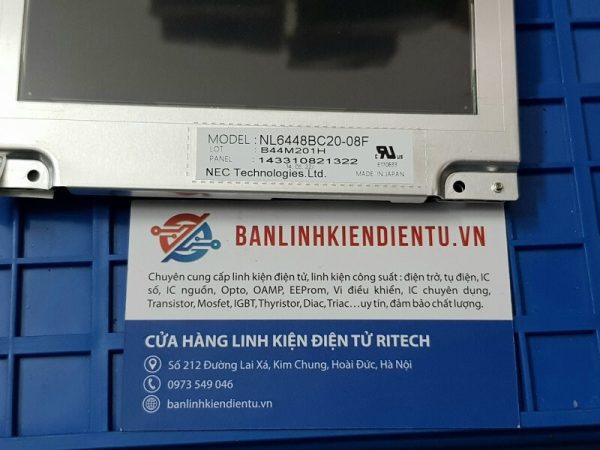 MODEL : NL6448BC20-08F
LOT : B44M201H
PANEL : 143310821322
NEC Technologies.Ltd.
MADE IN JAPAN
BANLINHKIENDIENTU.VN
Chuyên cung cấp linh kiện điện tử, linh kiện công suất : điện trở, tụ điện, IC
số, IC nguồn, Opto, OAMP, EEProm, Vi điều khiển, IC chuyên dụng,
Transistor, Mosfet, IGBT, Thyristor, Diac, Triac....uy tín, đảm bảo chất lượng.
CỬA HÀNG LINH KIỆN ĐIỆN TỬ RITECH
Số 212 Đường Lai Xá, Kim Chung, Hoài Đức, Hà Nội
0973 549 046
banlinhkiendientu.vn